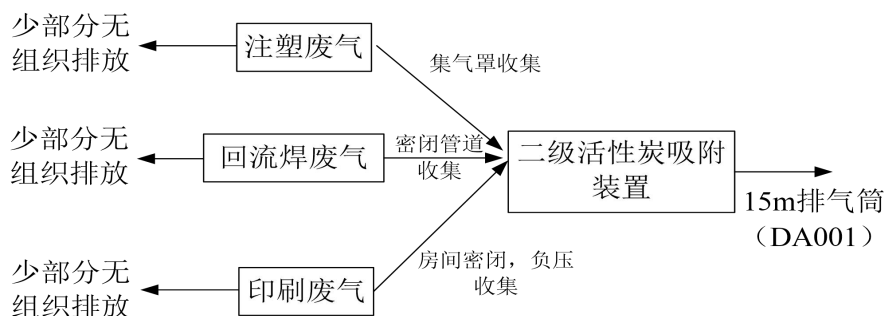 少部分无
组织排放
注塑废气
集气罩收集
少部分无
组织排放
回流焊废气
密闭管道
收集
二级活性炭吸附
装置
15m排气筒
（DA001）
少部分无
组织排放
印刷废气
房间密闭，负压
收集